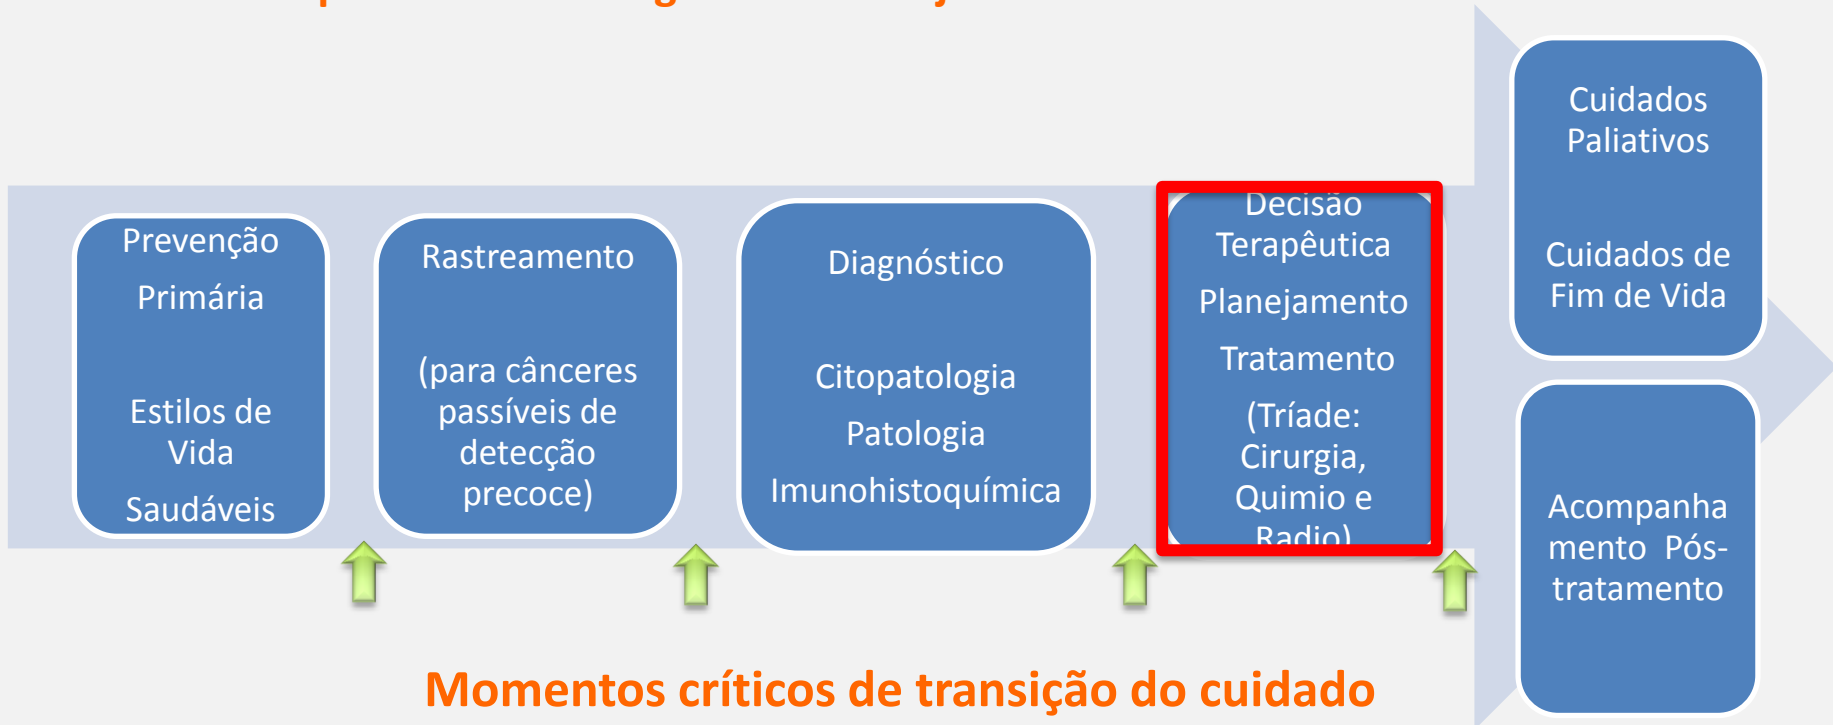 Prevenção
Primária
Estilos de
Vida
Saudáveis
Rastreamento
(para cânceres
passíveis de
detecção
precoce)
Diagnóstico
Citopatologia
Patologia
Imunohistoquímica
Decisão
Terapêutica
Planejamento
Tratamento
(Tríade:
Cirurgia,
Quimio e
Radio)
Cuidados
Paliativos
Cuidados de
Fim de Vida
Acompanha
mento Pós-
tratamento
Momentos críticos de transição do cuidado